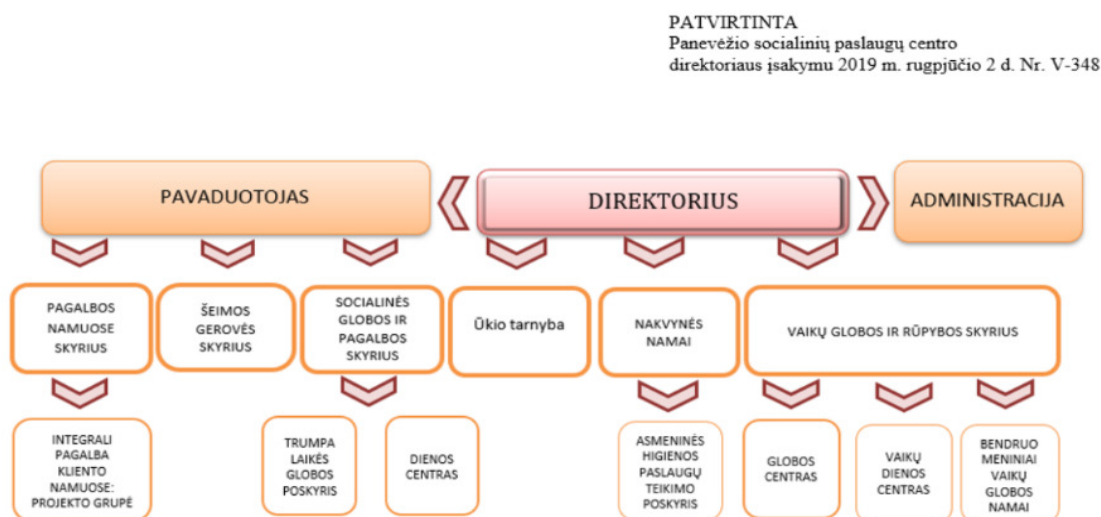 PATVIRTINTA
Panevėžio socialinių paslaugų centro
direktoriaus įsakymu 2019 m. rugpjūčio 2 d. Nr. V-348
PAVADUOTOJAS
DIREKTORIUS
ADMINISTRACIJA
PAGALBOS
NAMUOSE
SKYRIUS
ŠEIMOS
GEROVĖS
SKYRIUS
SOCIALINĖS
GLOBOS IR
PAGALBOS
SKYRIUS
Ūkio tarnyba
NAKVYNĖS
NAMAI
VAIKŲ GLOBOS IR RŪPYBOS SKYRIUS
INTEGRALI
PAGALBA
KLIENTO
NAMUOSE:
PROJEKTO GRUPĖ
TRUMPA
LAIKĖS
GLOBOS
POSKYRIS
DIENOS
CENTRAS
ASMENINĖS
HIGIENOS
PASLAUGŲ
TEIKIMO
POSKYRIS
GLOBOS
CENTRAS
VAIKŲ
DIENOS
CENTRAS
BENDRUO
MENINIAI
VAIKŲ
GLOBOS
NAMAI